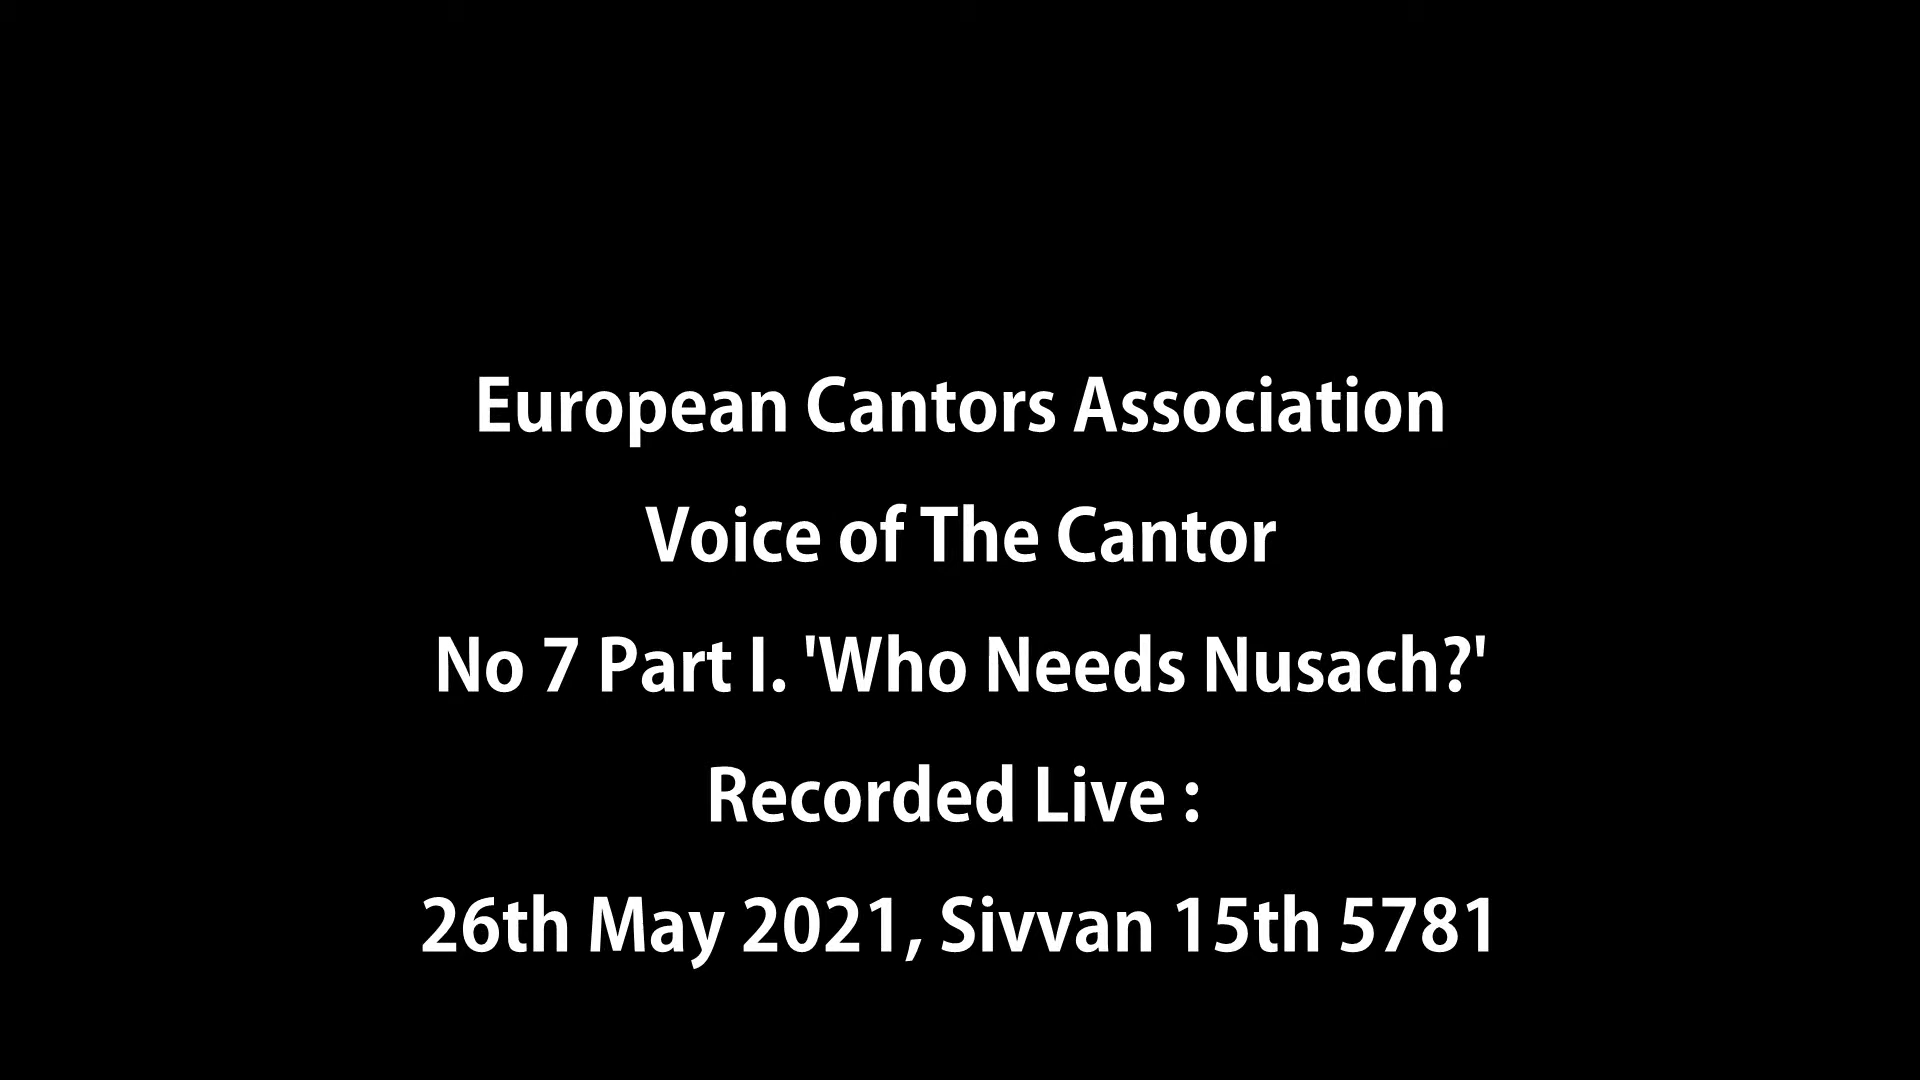 European Cantors Association
Voice of The Cantor
No 7 Part I. 'Who Needs Nusach?'
Recorded Live :
26th May 2021, Sivvan 15th 5781